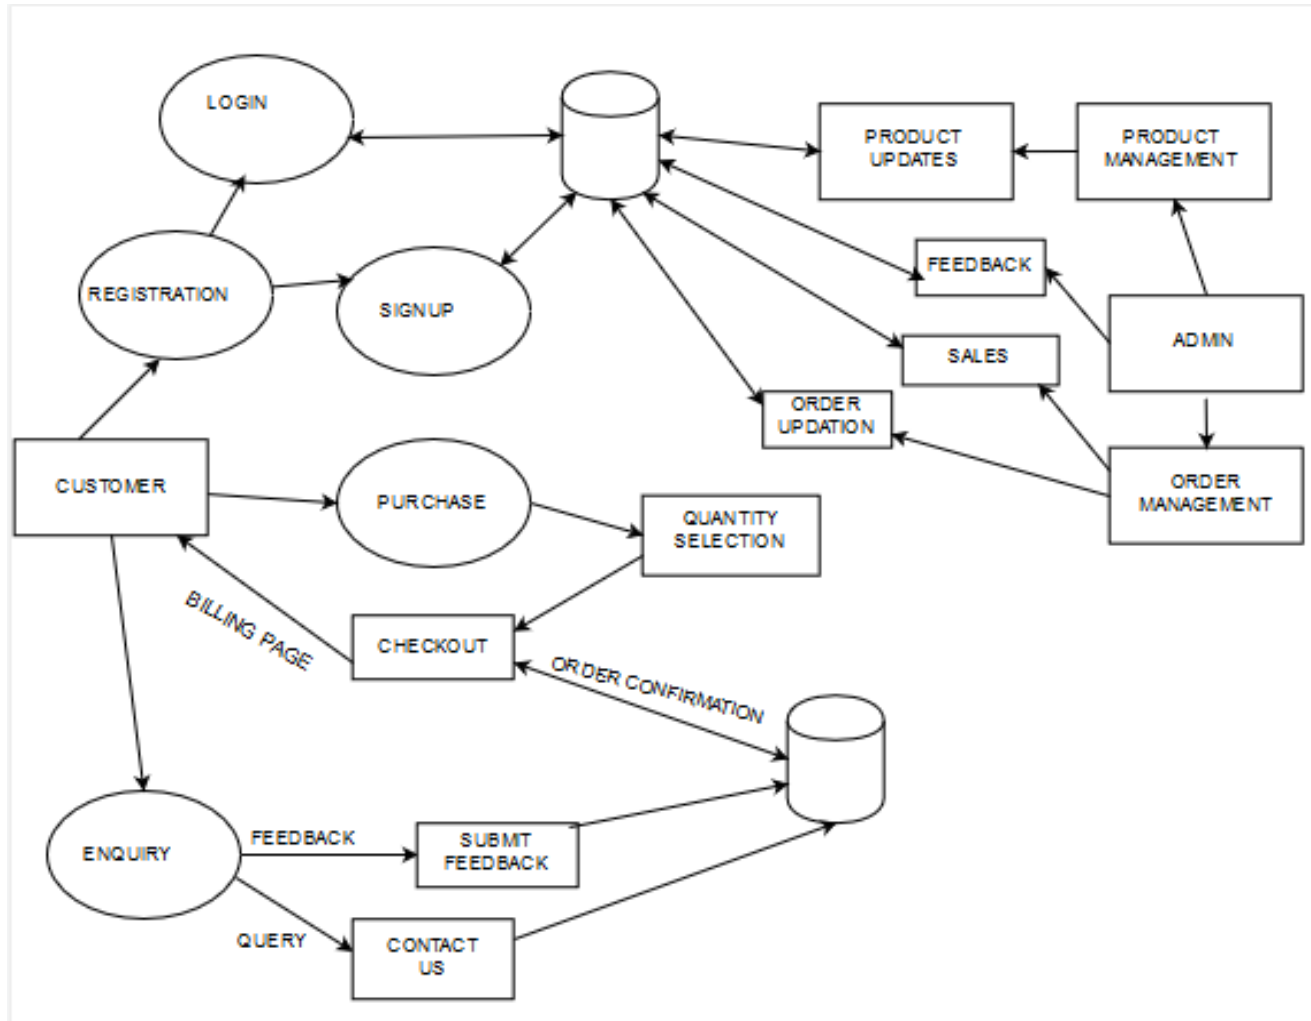 LOGIN
PRODUCT
UPDATES
PRODUCT
MANAGEMENT
FEEDBACK
REGISTRATION
SIGNUP
ADMIN
SALES
ORDER
UPDATION
CUSTOMER
PURCHASE
ORDER
MANAGEMENT
QUANTITY
SELECTION
BILLING PAGE
CHECKOUT
ORDER CONFIRMATION
ENQUIRY
FEEDBACK
SUBMIT
FEEDBACK
QUERY
CONTACT
US